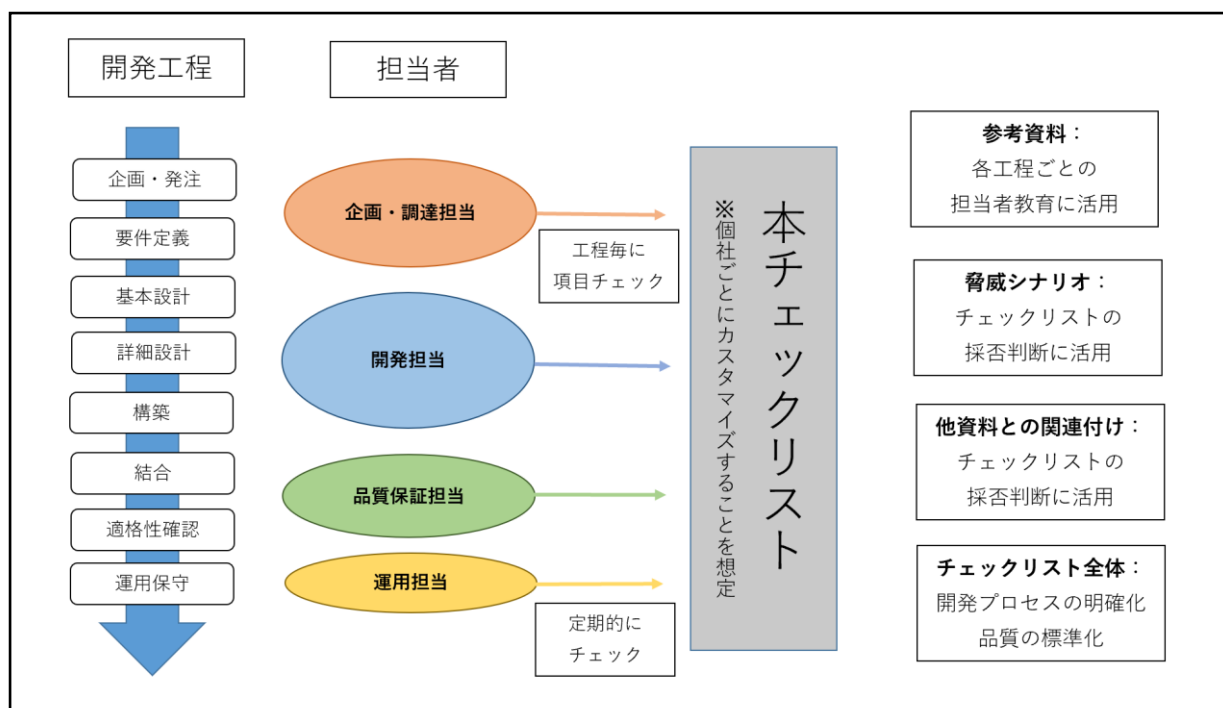 開発工程
担当者
企画・発注
要件定義
基本設計
詳細設計
構築
結合
適格性確認
運用保守
企画・調達担当
開発担当
品質保証担当
運用担当
工程毎に
項目チェック
定期的に
チェック
本チェックリスト
※個社ごとにカスタマイズすることを想定
参考資料：
各工程ごとの
担当者教育に活用
脅威シナリオ：
チェックリストの
採否判断に活用
他資料との関連付け：
チェックリストの
採否判断に活用
チェックリスト全体：
開発プロセスの明確化
品質の標準化